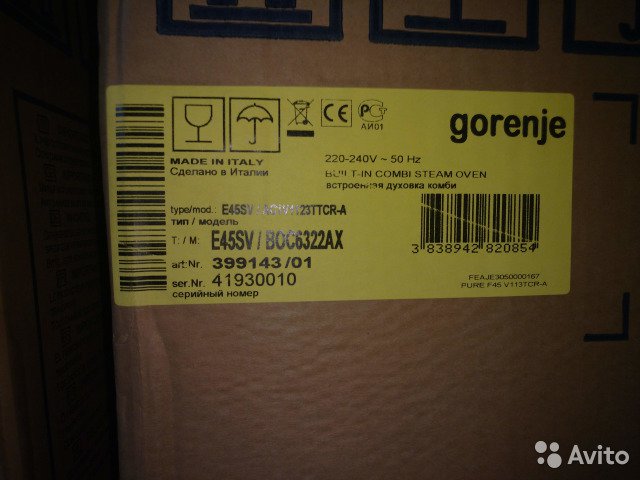 gorenje
АИ01
MADE IN ITALY
Сделано в Италии
220-240V ~ 50 Hz
BUILT-IN COMBI STEAM OVEN
встроенная духовка комби
type/mod.: E45SV
тип / модель
T: / M: E45SV / BOC6322AX
art.Nr. 399143/01
ser.Nr. 41930010
серийный номер
3 838942 820854
FEAJE3050000167
PURE F45 V113TCR-A
Avito